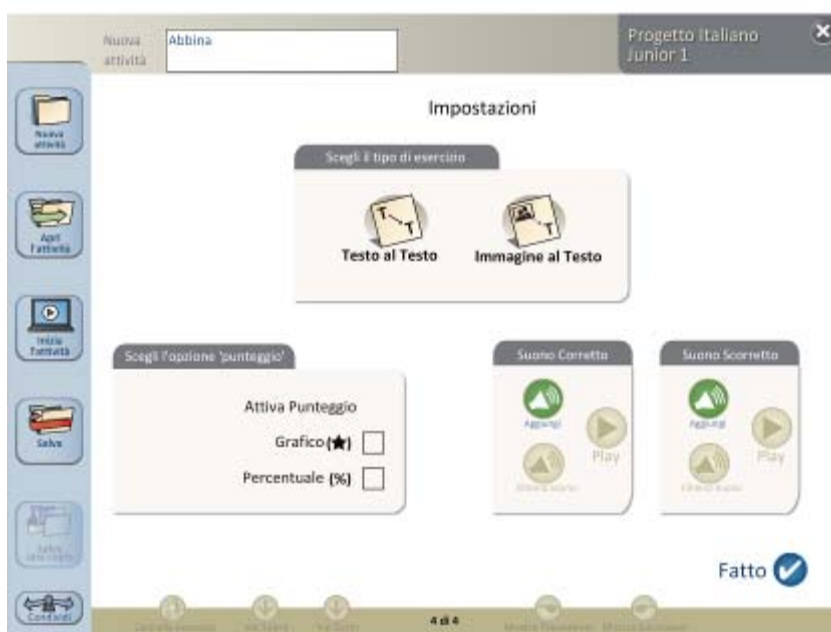 Nuova
attività
Abbina
Progetto Italiano
Junior 1
Impostazioni
Nuova
attività
Scegli il tipo di esercizio
Testo al Testo
Immagine al Testo
Apri
l'attività
Inizia
l'attività
Scegli l'opzione 'punteggio'
Attiva Punteggio
Grafico (★)
Percentuale (%)
Suono Corretto
Aggiungi
Play
Suono Scorretto
Aggiungi
Play
Salva
Fatto
Condividi
4 di 4